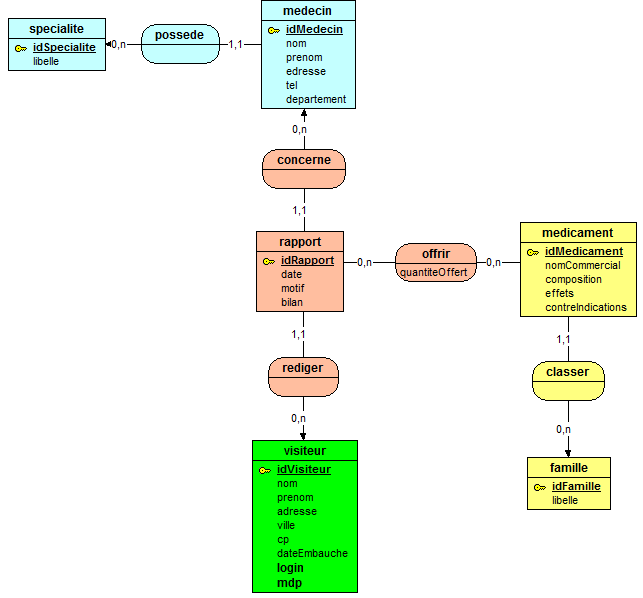 specialite
idSpecialite
libelle
0,n
possede
1,1
medecin
idMedecin
nom
prenom
edresse
tel
departement
0,n
concerne
1,1
rapport
idRapport
date
motif
bilan
0,n
offrir
quantiteOffert
0,n
medicament
idMedicament
nomCommercial
composition
effets
contreIndications
1,1
rediger
0,n
1,1
classer
0,n
visiteur
idVisiteur
nom
prenom
adresse
ville
cp
dateEmbauche
login
mdp
famille
idFamille
libelle